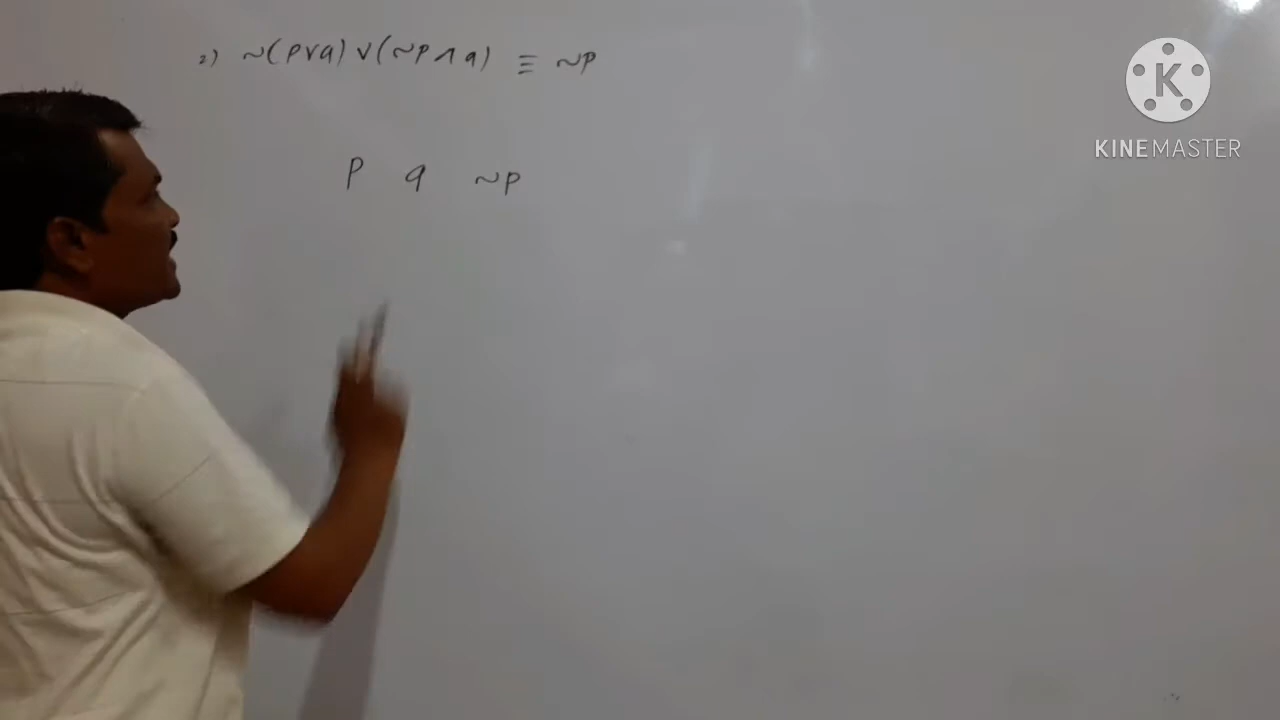 2) ~(p∨q) ∨ (~p ∧ q) ≡ ~p
p q ~p
K
KINEMASTER